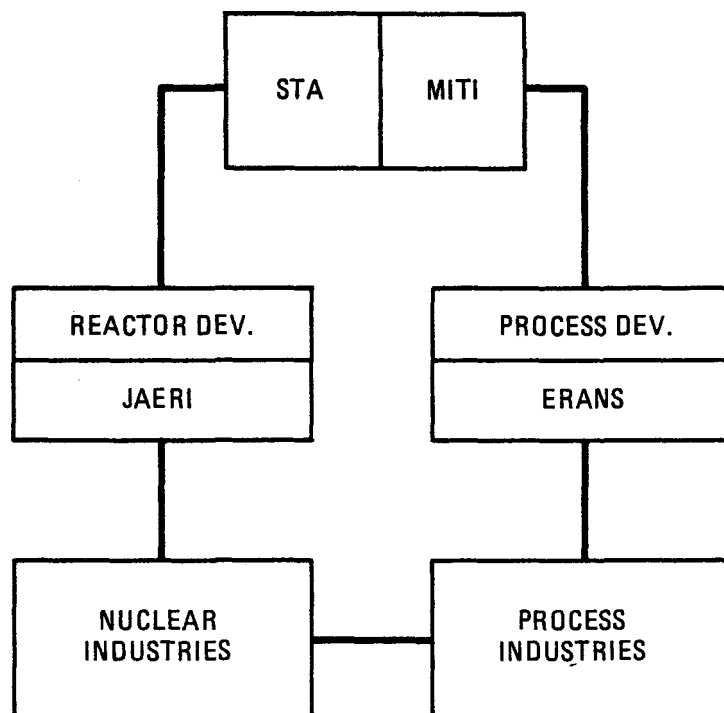 STA
MITI
REACTOR DEV.
JAERI
PROCESS DEV.
ERANS
NUCLEAR
INDUSTRIES
PROCESS
INDUSTRIES